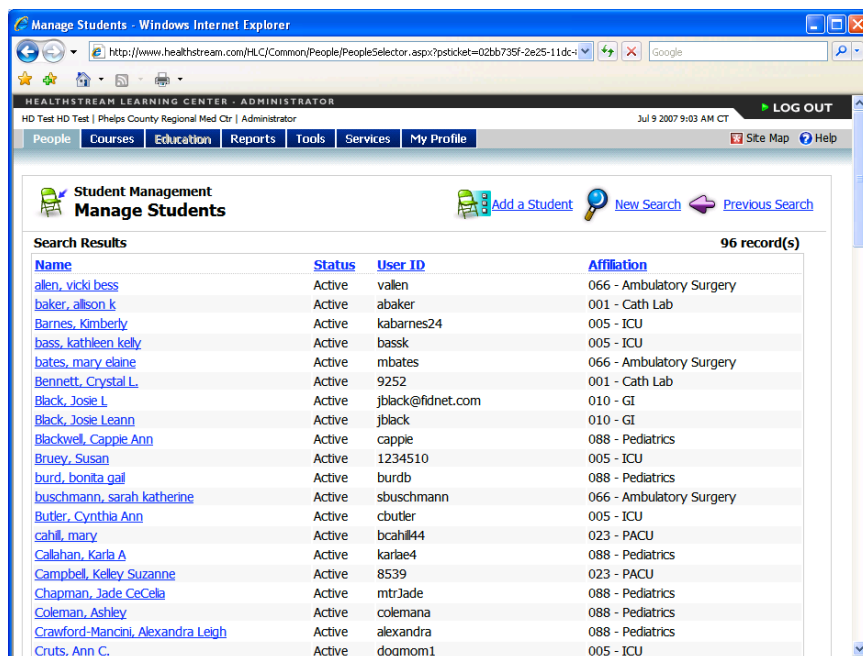 Manage Students - Windows Internet Explorer
http://www.healthstream.com/HLC/Common/People/PeopleSelector.aspx?psticket=02bb735f-2e25-11dc-
Google
HEALTHSTREAM LEARNING CENTER - ADMINISTRATOR
LOG OUT
HD Test HD Test | Phelps County Regional Med Ctr | Administrator Jul 9 2007 9:03 AM CT
People Courses Education Reports Tools Services My Profile Site Map Help
Student Management
Manage Students
Add a Student New Search Previous Search
Search Results 96 record(s)
Name Status User ID Affiliation
allen, vicki bess Active vallen 066 - Ambulatory Surgery
baker, allison k Active abaker 001 - Cath Lab
Barnes, Kimberly Active kabarnes24 005 - ICU
bass, kathleen kelly Active bassk 005 - ICU
bates, mary elaine Active mbates 066 - Ambulatory Surgery
Bennett, Crystal L. Active 9252 001 - Cath Lab
Black, Josie L Active jblack@fidnet.com 010 - GI
Black, Josie Leann Active jblack 010 - GI
Blackwell, Cappie Ann Active cappie 088 - Pediatrics
Bruey, Susan Active 1234510 005 - ICU
burd, bonita gail Active burdb 088 - Pediatrics
buschmann, sarah katherine Active sbuschmann 066 - Ambulatory Surgery
Butler, Cynthia Ann Active cbutler 005 - ICU
cahill, mary Active bcahill44 023 - PACU
Callahan, Karla A Active karlae4 088 - Pediatrics
Campbell, Kelley Suzanne Active 8539 023 - PACU
Chapman, Jade CeCelia Active mtrJade 088 - Pediatrics
Coleman, Ashley Active colemana 088 - Pediatrics
Crawford-Mancini, Alexandra Leigh Active alexandra 088 - Pediatrics
Cruts, Ann C. Active dogmom1 005 - ICU